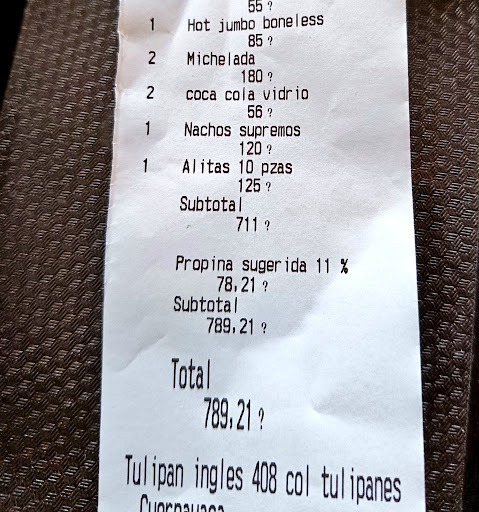 55 ?
1 Hot jumbo boneless
85 ?
2 Michelada
180 ?
2 coca cola vidrio
56 ?
1 Nachos supremos
120 ?
1 Alitas 10 pzas
125 ?
Subtotal
711 ?
Propina sugerida 11 %
78,21 ?
Subtotal
789,21 ?
Total
789,21 ?
Tulipan ingles 408 col tulipanes
Cuernavaca